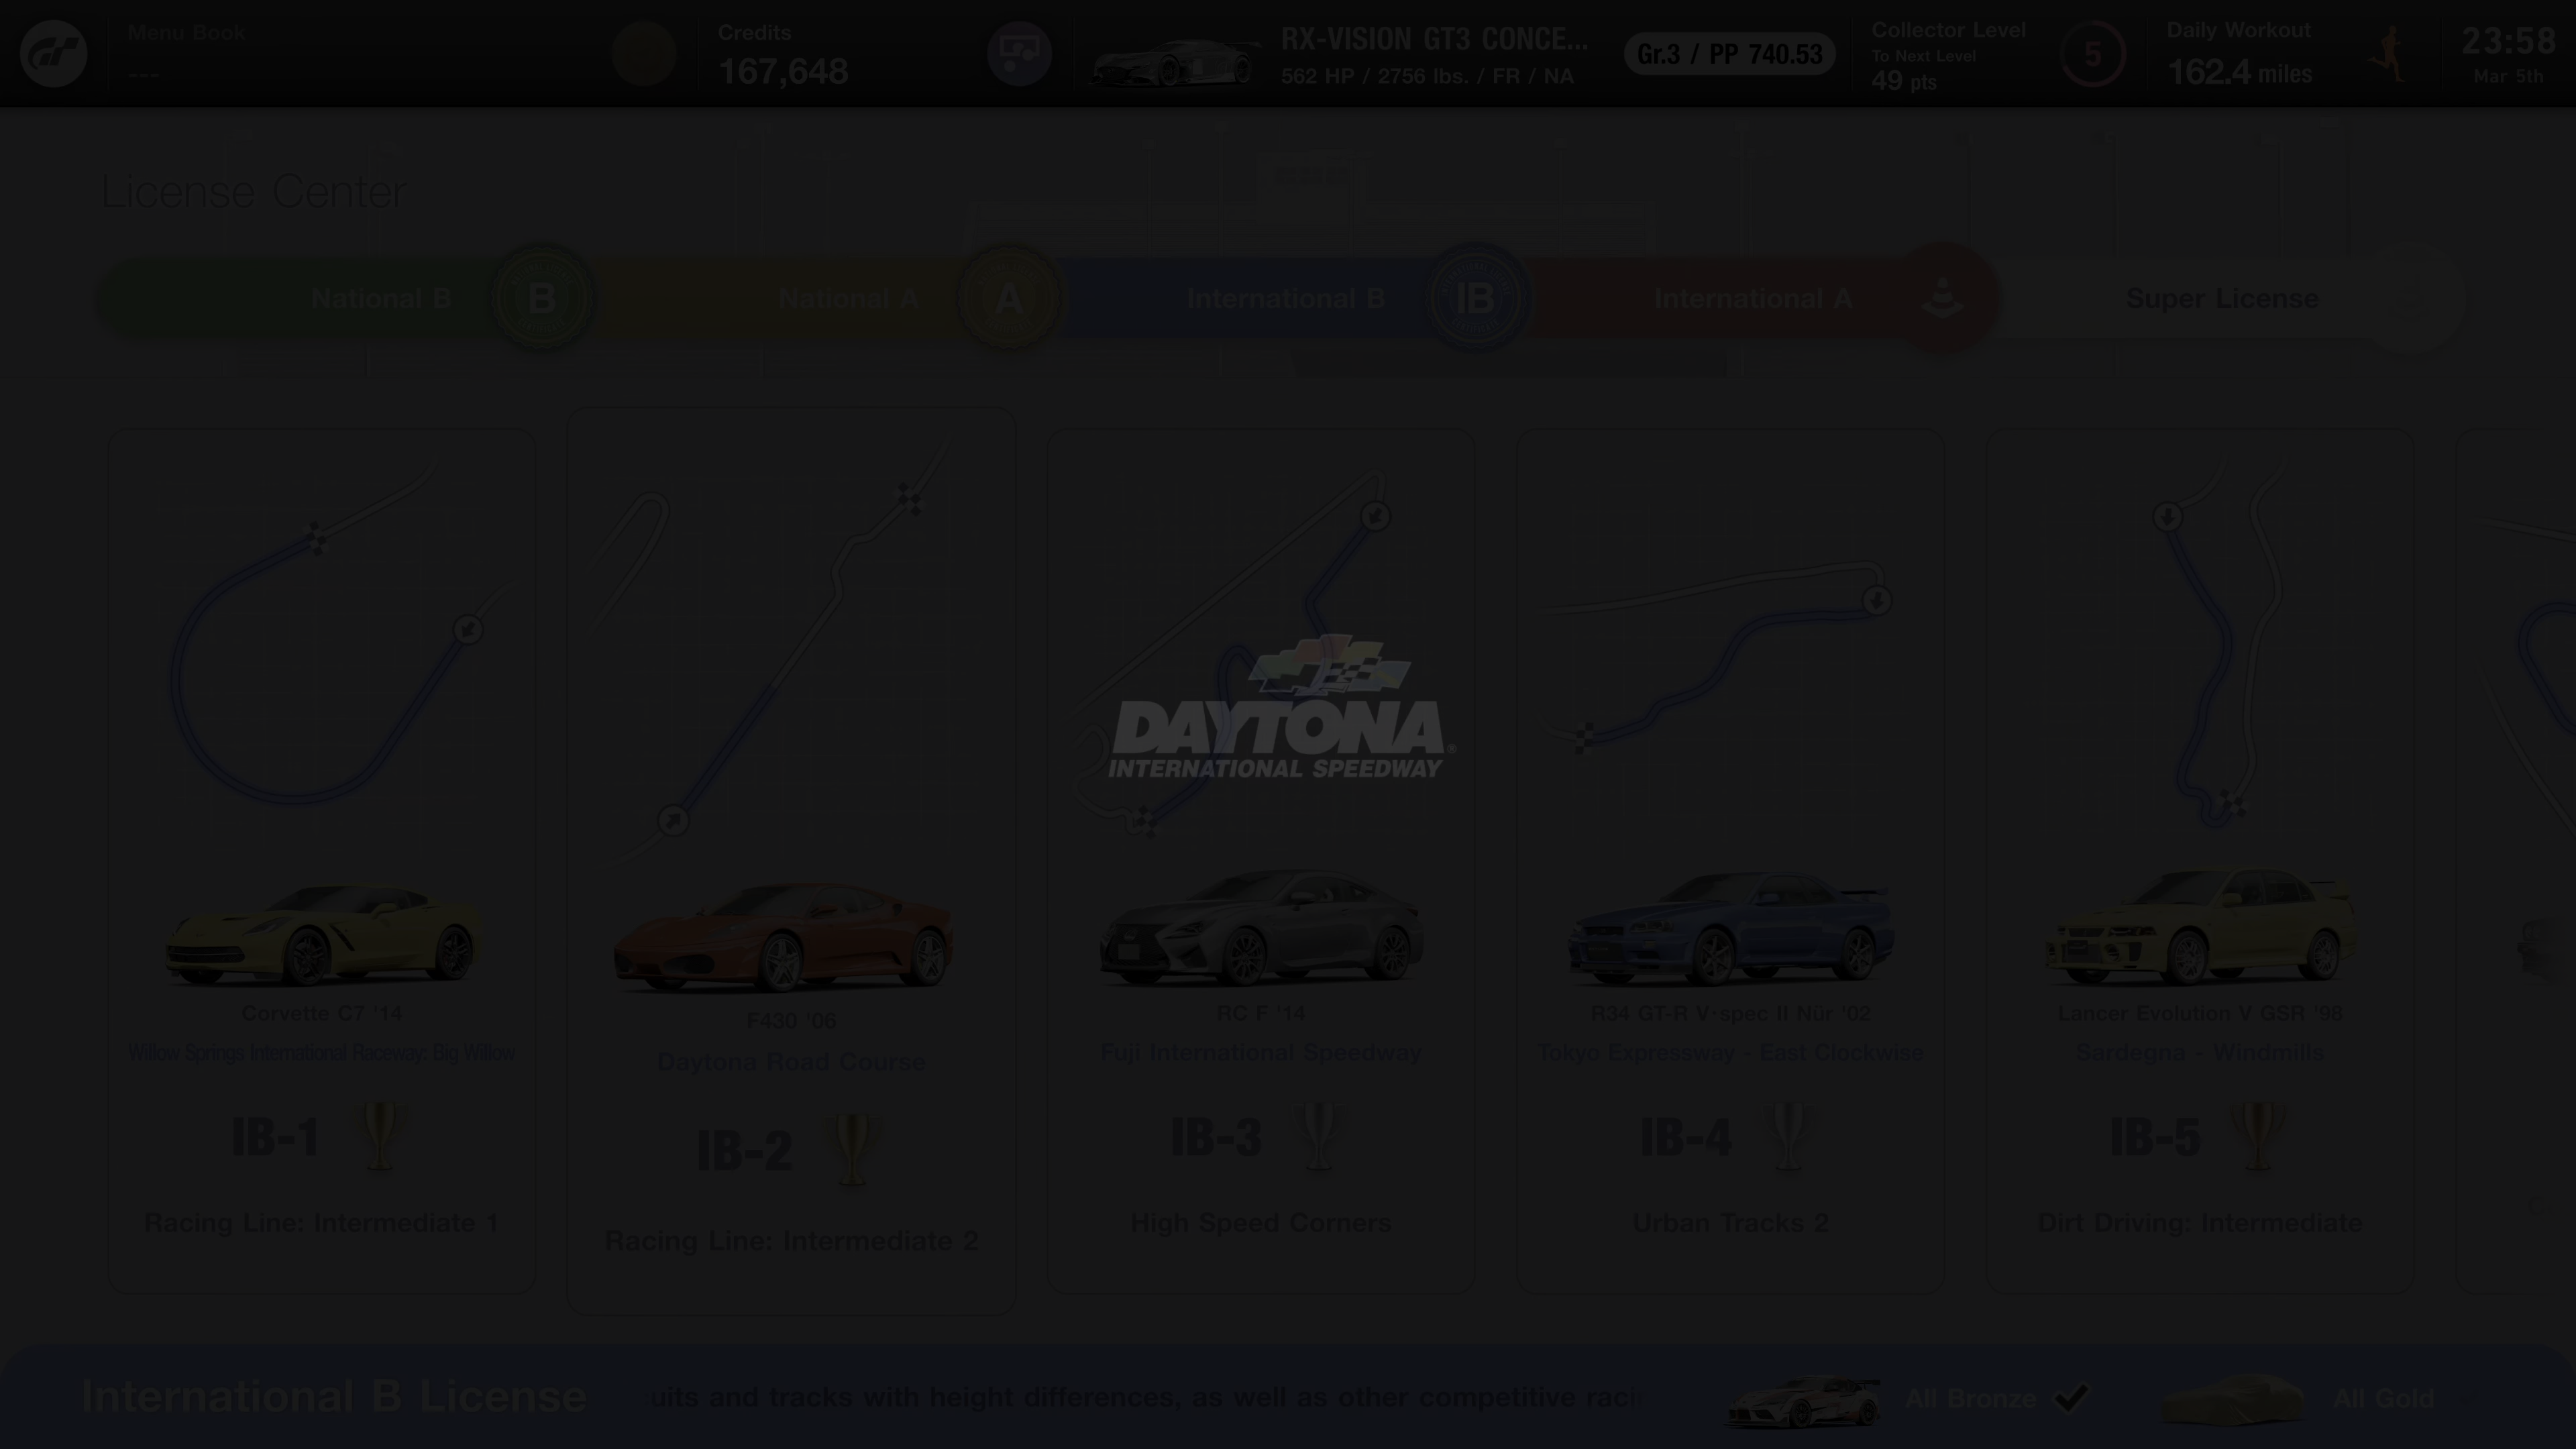 Menu Book
---
Credits
167,648
RX-VISION GT3 CONCE...
562 HP / 2756 lbs. / FR / NA
Gr.3 / PP 740.53
Collector Level
To Next Level
49 pts
5
Daily Workout
162.4 miles
23:58
Mar 5th
License Center
National B
B
National A
A
International B
IB
International A
Super License
DAYTONA®
INTERNATIONAL SPEEDWAY
Corvette C7 '14
Willow Springs International Raceway: Big Willow
IB-1
Racing Line: Intermediate 1
F430 '06
Daytona Road Course
IB-2
Racing Line: Intermediate 2
RC F '14
Fuji International Speedway
IB-3
High Speed Corners
R34 GT-R V·spec II Nür '02
Tokyo Expressway - East Clockwise
IB-4
Urban Tracks 2
Lancer Evolution V GSR '98
Sardegna - Windmills
IB-5
Dirt Driving: Intermediate
International B License
uits and tracks with height differences, as well as other competitive raci
All Bronze
All Gold